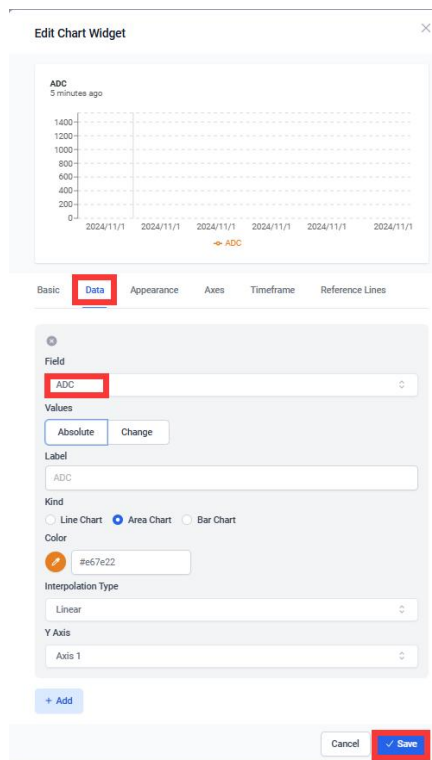 Edit Chart Widget
ADC
5 minutes ago
1400
1200
1000
800
600
400
200
0
2024/11/1 2024/11/1 2024/11/1 2024/11/1 2024/11/1 2024/11/1
ADC
Basic Data Appearance Axes Timeframe Reference Lines
Field
ADC
Values
Absolute Change
Label
ADC
Kind
Line Chart Area Chart Bar Chart
Color
#e67e22
Interpolation Type
Linear
Y Axis
Axis 1
+ Add
Cancel Save